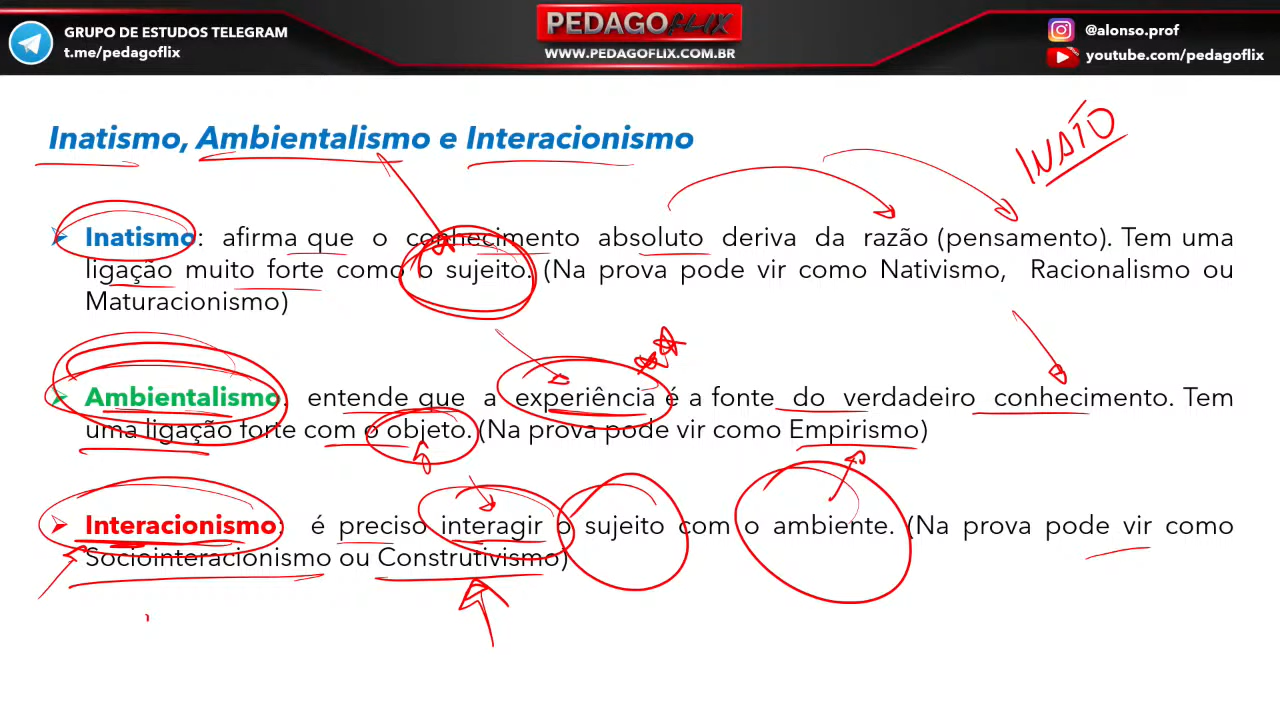 GRUPO DE ESTUDOS TELEGRAM
t.me/pedagoflix
PEDAGOFLIX
WWW.PEDAGOFLIX.COM.BR
@alonso.prof
youtube.com/pedagoflix
Inatismo, Ambientalismo e Interacionismo
INATO
Inatismo: afirma que o conhecimento absoluto deriva da razão (pensamento). Tem uma
ligação muito forte como o sujeito. (Na prova pode vir como Nativismo, Racionalismo ou
Maturacionismo)
Ambientalismo: entende que a experiência é a fonte do verdadeiro conhecimento. Tem
uma ligação forte com o objeto. (Na prova pode vir como Empirismo)
Interacionismo: é preciso interagir o sujeito com o ambiente. (Na prova pode vir como
Sociointeracionismo ou Construtivismo)